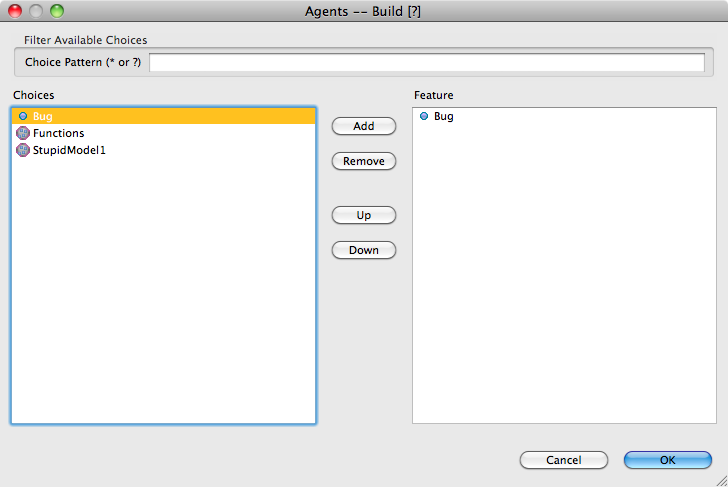 Agents -- Build [?]
Filter Available Choices
Choice Pattern (* or ?)
Choices
Feature
Bug
Functions
StupidModel1
Add
Remove
Up
Down
Bug
Cancel
OK